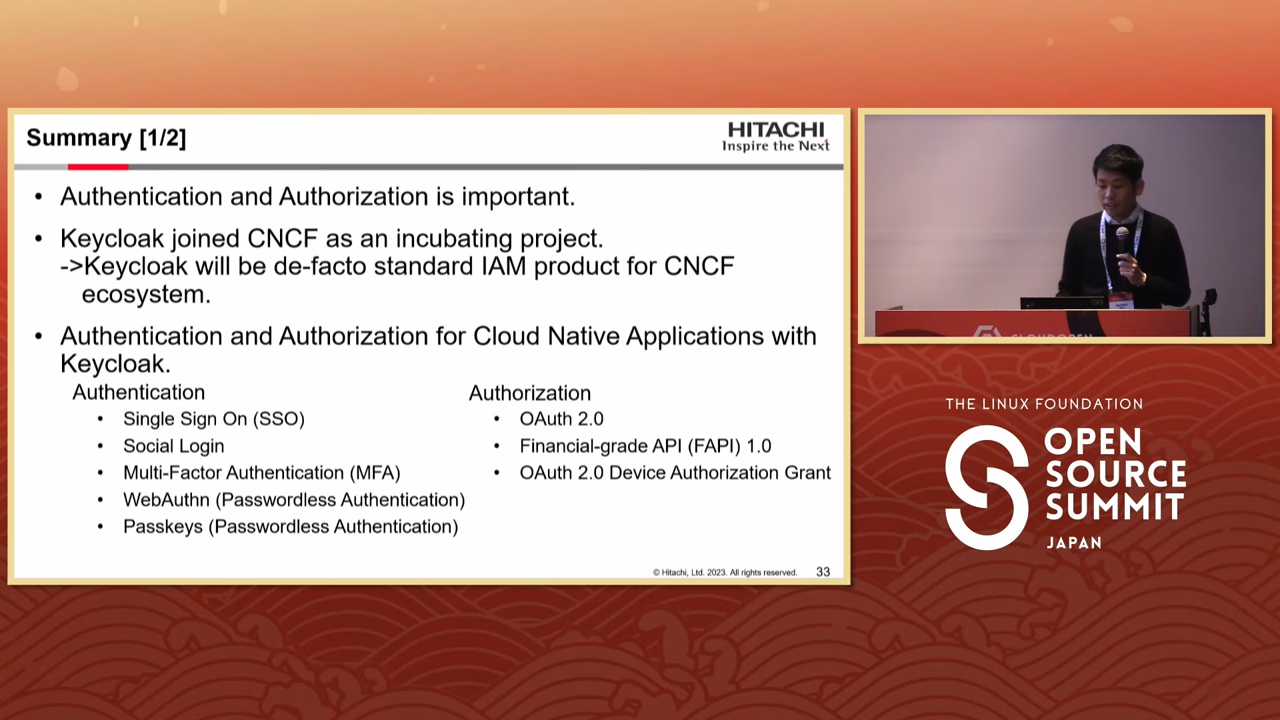 Summary [1/2]
HITACHI
Inspire the Next
• Authentication and Authorization is important.
• Keycloak joined CNCF as an incubating project.
->Keycloak will be de-facto standard IAM product for CNCF
ecosystem.
• Authentication and Authorization for Cloud Native Applications with
Keycloak.
Authentication
• Single Sign On (SSO)
• Social Login
• Multi-Factor Authentication (MFA)
• WebAuthn (Passwordless Authentication)
• Passkeys (Passwordless Authentication)
Authorization
• OAuth 2.0
• Financial-grade API (FAPI) 1.0
• OAuth 2.0 Device Authorization Grant
© Hitachi, Ltd. 2023. All rights reserved.
33
CLOUDOPEN
THE LINUX FOUNDATION
OPEN
SOURCE
SUMMIT
JAPAN